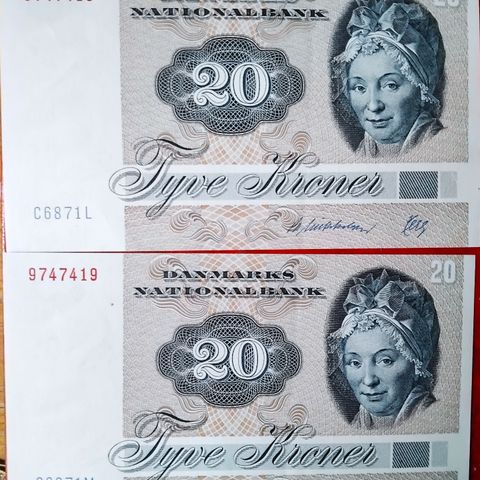 NATIONALBANK
20
Tyve Kroner
C6871L
9747419
DANMARKS
NATIONALBANK
20
20
Tyve Kroner